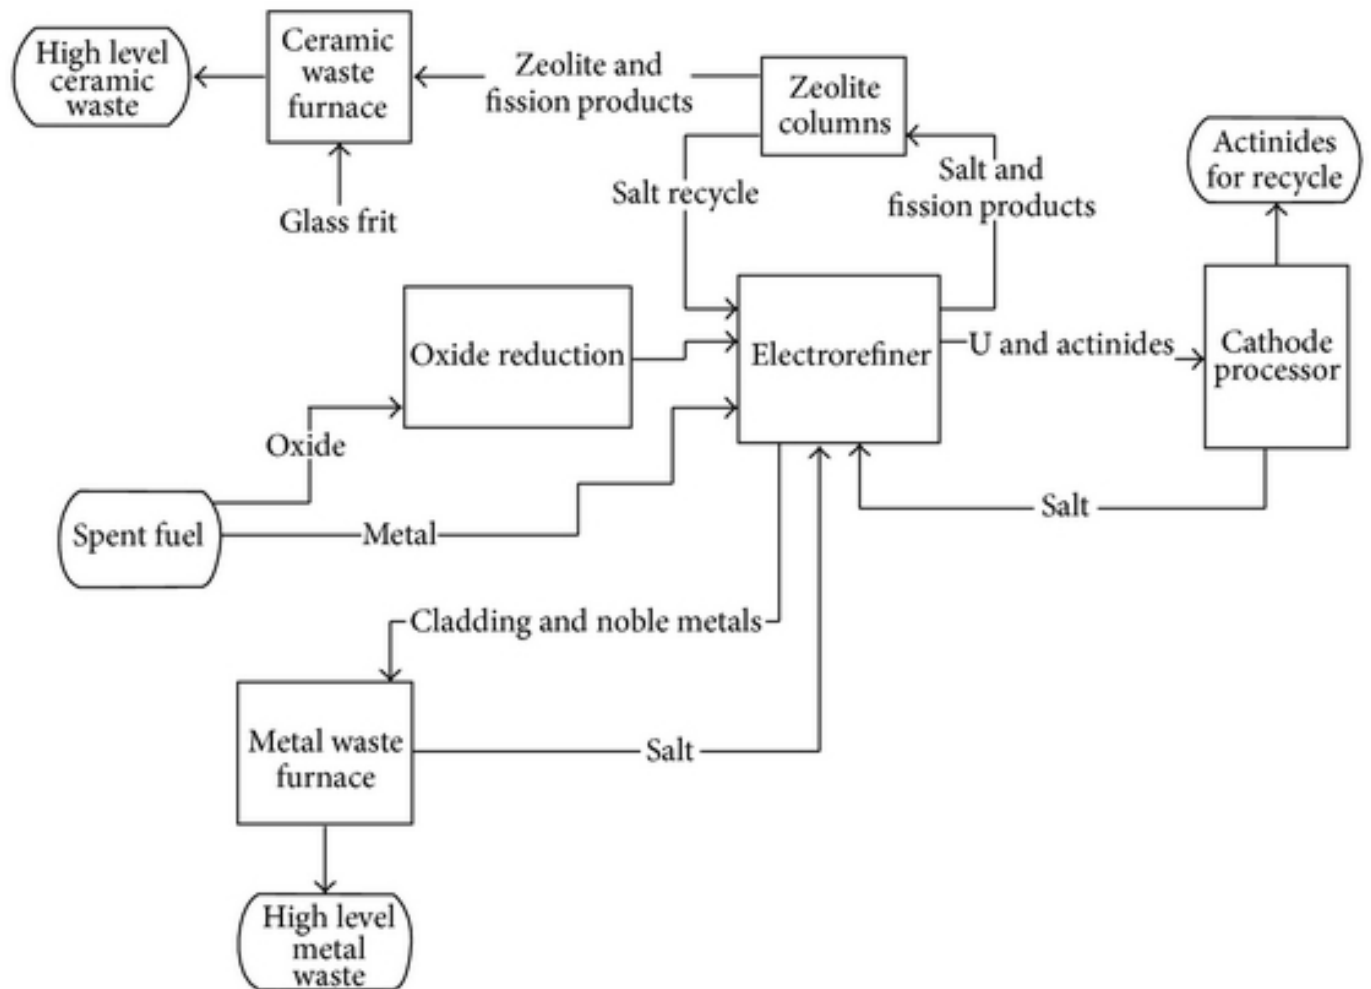 High level
ceramic
waste
Ceramic
waste
furnace
Zeolite and
fission products
Zeolite
columns
Actinides
for recycle
Salt recycle
Salt and
fission products
Glass frit
Oxide reduction
Electrorefiner
U and actinides
Cathode
processor
Oxide
Spent fuel
Metal
Salt
Cladding and noble metals
Metal waste
furnace
Salt
High level
metal
waste